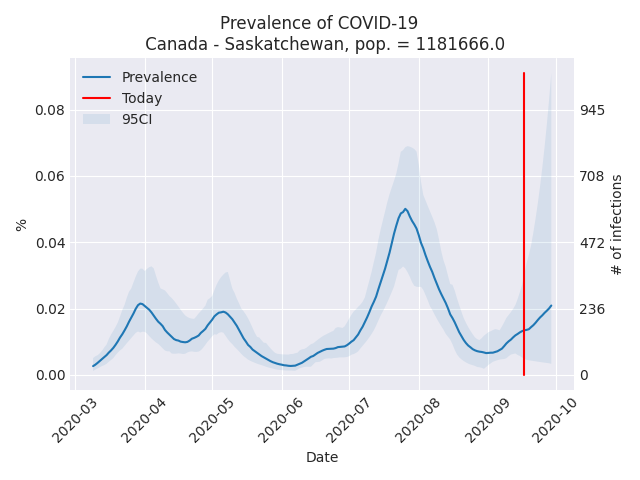 Prevalence of COVID-19
Canada - Saskatchewan, pop. = 1181666.0
Prevalence
Today
95CI
0.08
0.06
0.04
0.02
0.00
%
945
708
472
236
0
# of infections
2020-03
2020-04
2020-05
2020-06
2020-07
2020-08
2020-09
2020-10
Date